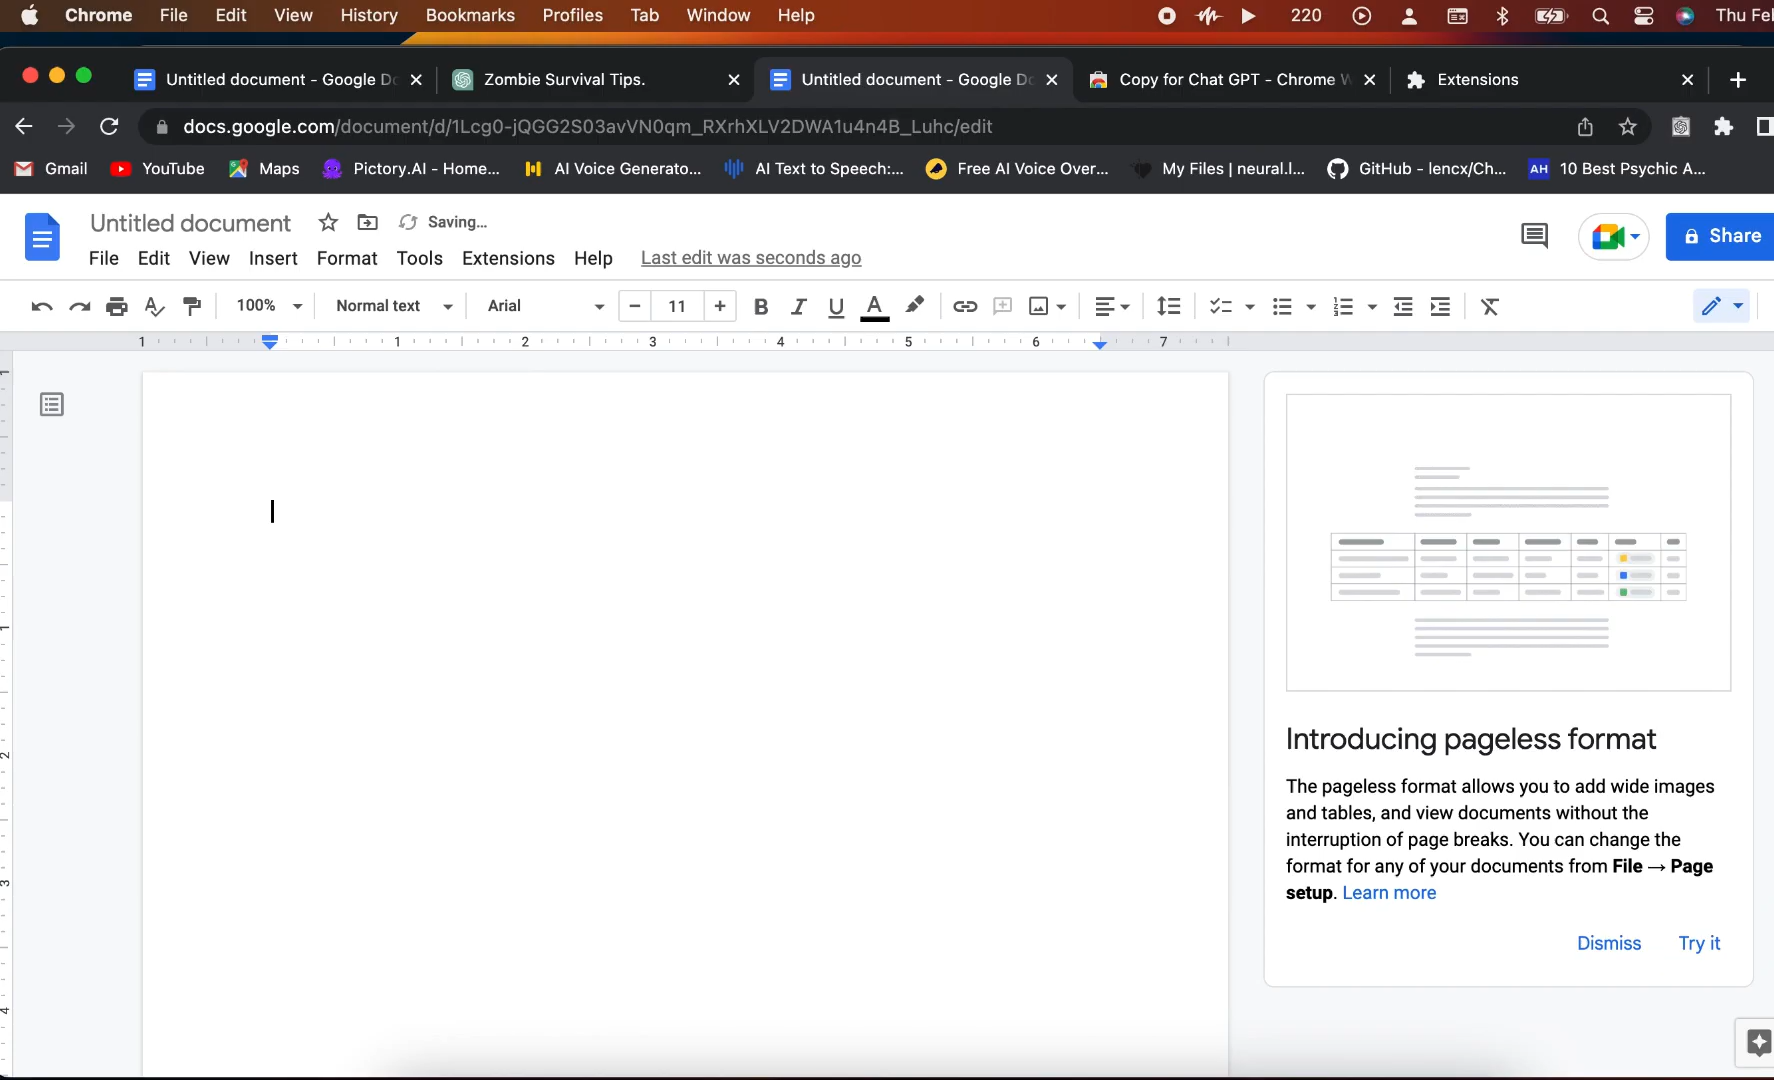 Chrome File Edit View History Bookmarks Profiles Tab Window Help 220 Thu Fel
Untitled document - Google Do Zombie Survival Tips. Untitled document - Google Do Copy for Chat GPT - Chrome W Extensions
docs.google.com/document/d/1Lcg0-jQGG2S03avVN0qm_RXrhXLV2DWA1u4n4B_Luhc/edit
Gmail YouTube Maps Pictory.AI - Home... AI Voice Generato... AI Text to Speech:... Free AI Voice Over... My Files | neural.l... GitHub - lencx/Ch... AH 10 Best Psychic A...
Untitled document Saving...
Share
File Edit View Insert Format Tools Extensions Help Last edit was seconds ago
100% Normal text Arial − 11 + B I U A
1 1 2 3 4 5 6 7
1
1
2
3
4
Introducing pageless format
The pageless format allows you to add wide images
and tables, and view documents without the
interruption of page breaks. You can change the
format for any of your documents from File → Page
setup. Learn more
Dismiss Try it